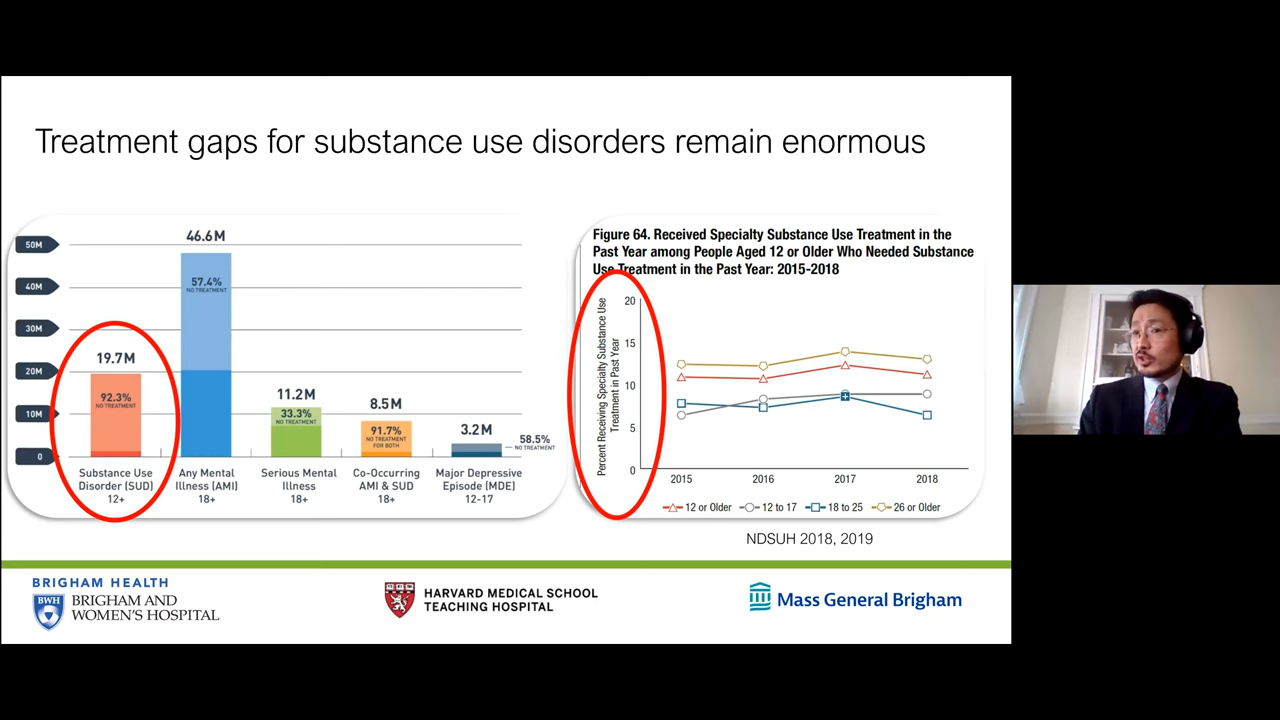 Treatment gaps for substance use disorders remain enormous
50M
40M
30M
20M
10M
0
19.7M
92.3%
NO TREATMENT
46.6M
57.4%
NO TREATMENT
11.2M
33.3%
NO TREATMENT
8.5M
91.7%
NO TREATMENT
FOR BOTH
3.2M
58.5%
NO TREATMENT
Substance Use
Disorder (SUD)
12+
Any Mental
Illness (AMI)
18+
Serious Mental
Illness
18+
Co-Occurring
AMI & SUD
18+
Major Depressive
Episode (MDE)
12-17
Figure 64. Received Specialty Substance Use Treatment in the
Past Year among People Aged 12 or Older Who Needed Substance
Use Treatment in the Past Year: 2015-2018
Percent Receiving Specialty Substance Use
Treatment in Past Year
20
15
10
5
0
2015
2016
2017
2018
12 or Older
12 to 17
18 to 25
26 or Older
NDSUH 2018, 2019
BRIGHAM HEALTH
BWH
BRIGHAM AND
WOMEN'S HOSPITAL
HARVARD MEDICAL SCHOOL
TEACHING HOSPITAL
Mass General Brigham